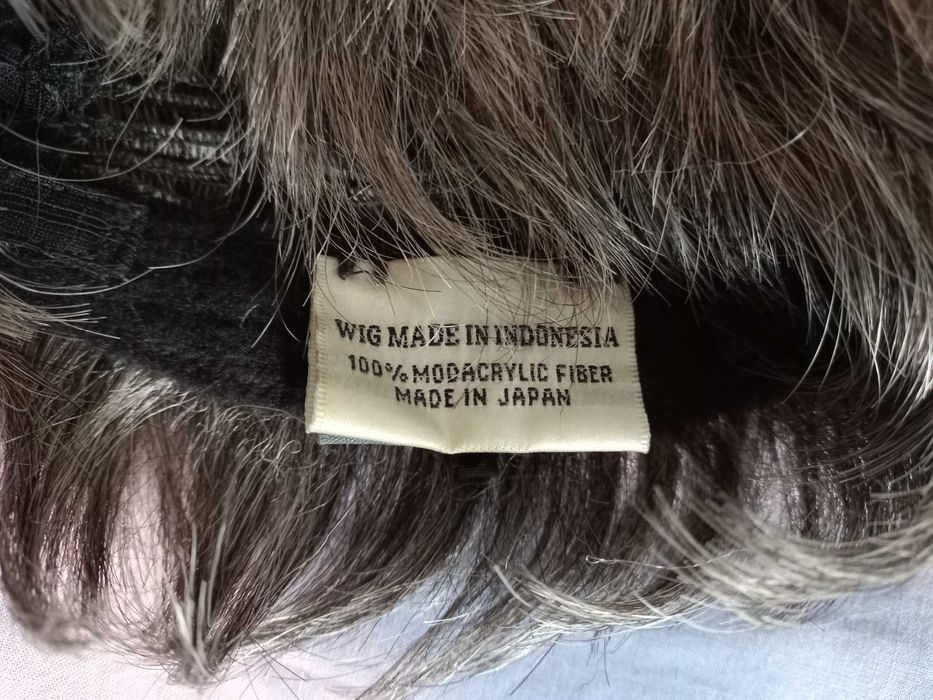 WIG MADE IN INDONESIA
100% MODACRYLIC FIBER
MADE IN JAPAN